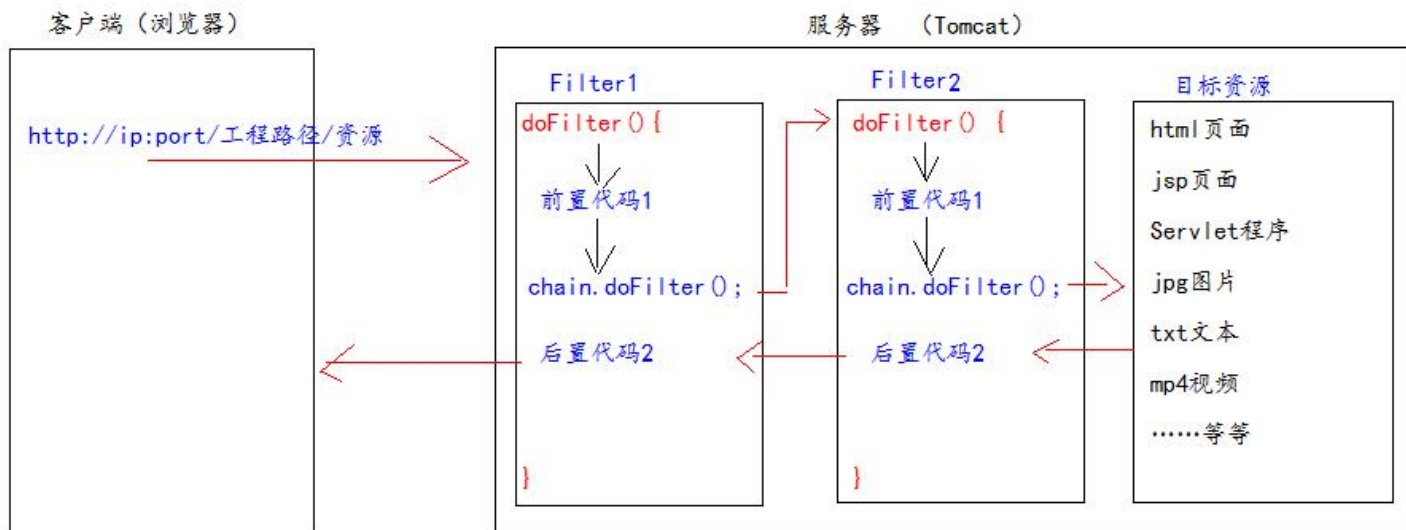 客户端（浏览器）
服务器 （Tomcat）
http://ip:port/工程路径/资源
Filter1
doFilter(){
前置代码1
chain.doFilter();
后置代码2
}
Filter2
doFilter() {
前置代码1
chain.doFilter();
后置代码2
}
目标资源
html页面
jsp页面
Servlet程序
jpg图片
txt文本
mp4视频
……等等